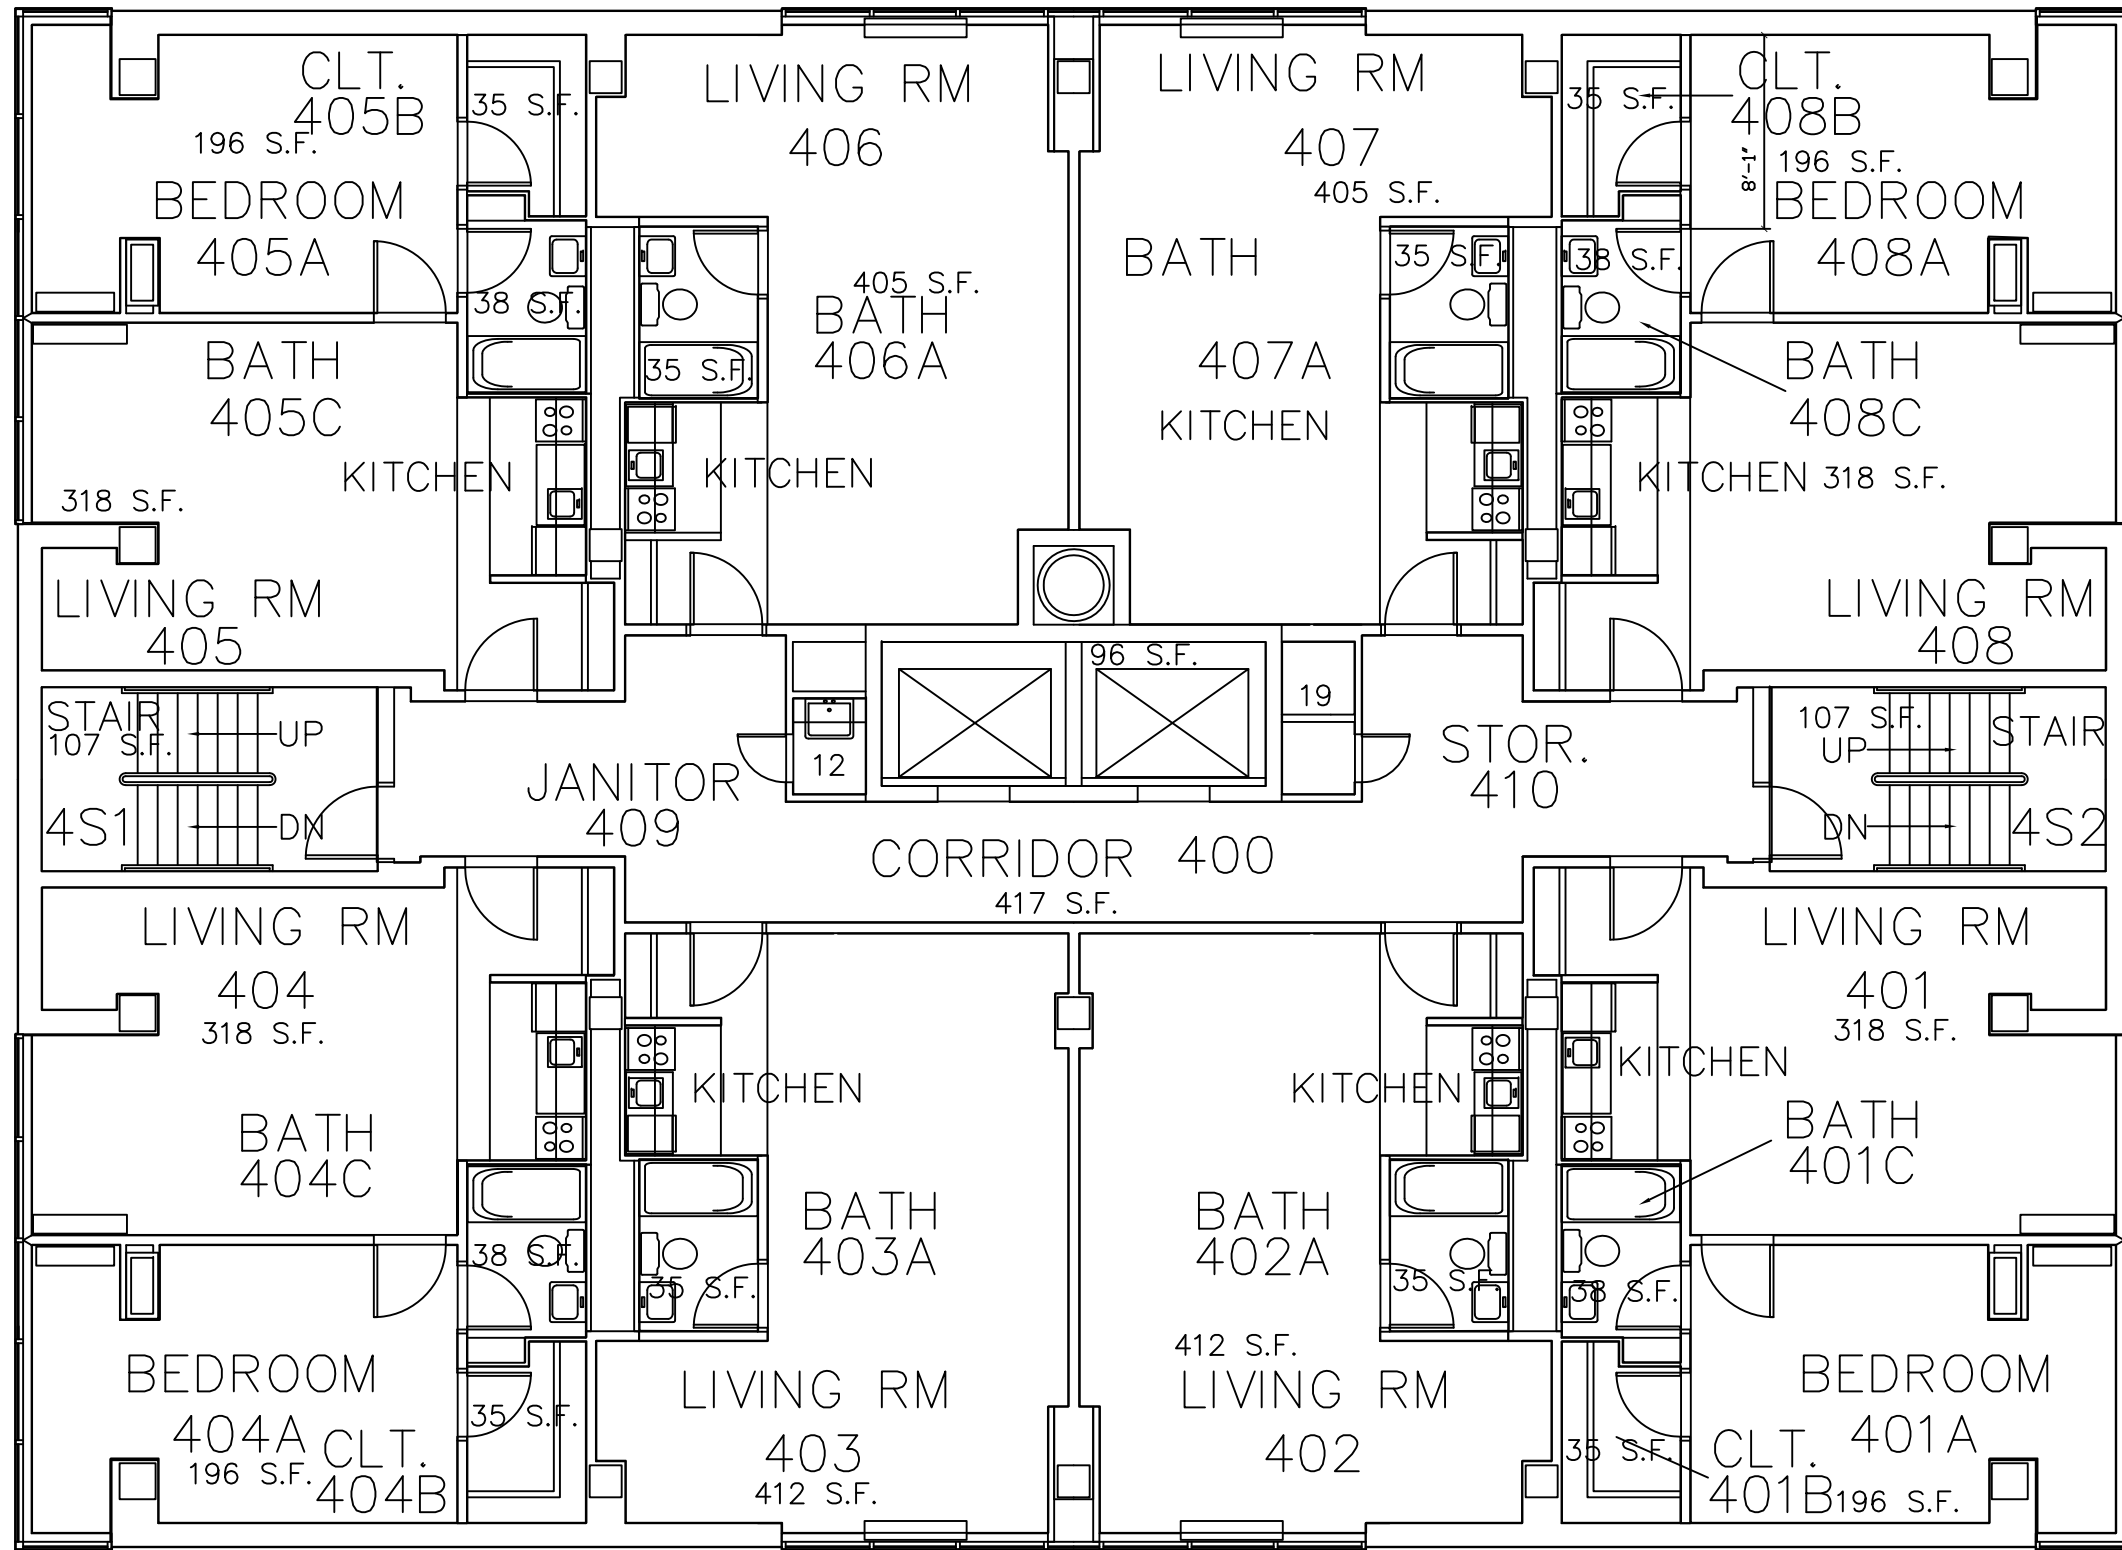 CLT.
405B
35 S.F.
196 S.F.
BEDROOM
405A
38 S.F.
BATH
405C
KITCHEN
318 S.F.
LIVING RM
405
LIVING RM
406
405 S.F.
BATH
406A
35 S.F.
KITCHEN
LIVING RM
407
405 S.F.
BATH
35 S.F.
407A
KITCHEN
CLT.
408B
35 S.F.
8'-1"
196 S.F.
BEDROOM
408A
38 S.F.
BATH
408C
KITCHEN
318 S.F.
LIVING RM
408
STAIR
107 S.F.
UP
DN
4S1
JANITOR
409
12
96 S.F.
19
STOR.
410
CORRIDOR 400
417 S.F.
107 S.F.
STAIR
UP
DN
4S2
LIVING RM
404
318 S.F.
BATH
404C
38 S.F.
BEDROOM
404A
196 S.F.
35 S.F.
CLT.
404B
KITCHEN
BATH
403A
35 S.F.
LIVING RM
403
412 S.F.
KITCHEN
BATH
402A
35 S.F.
412 S.F.
LIVING RM
402
LIVING RM
401
318 S.F.
KITCHEN
BATH
401C
38 S.F.
BEDROOM
401A
35 S.F.
CLT.
401B
196 S.F.